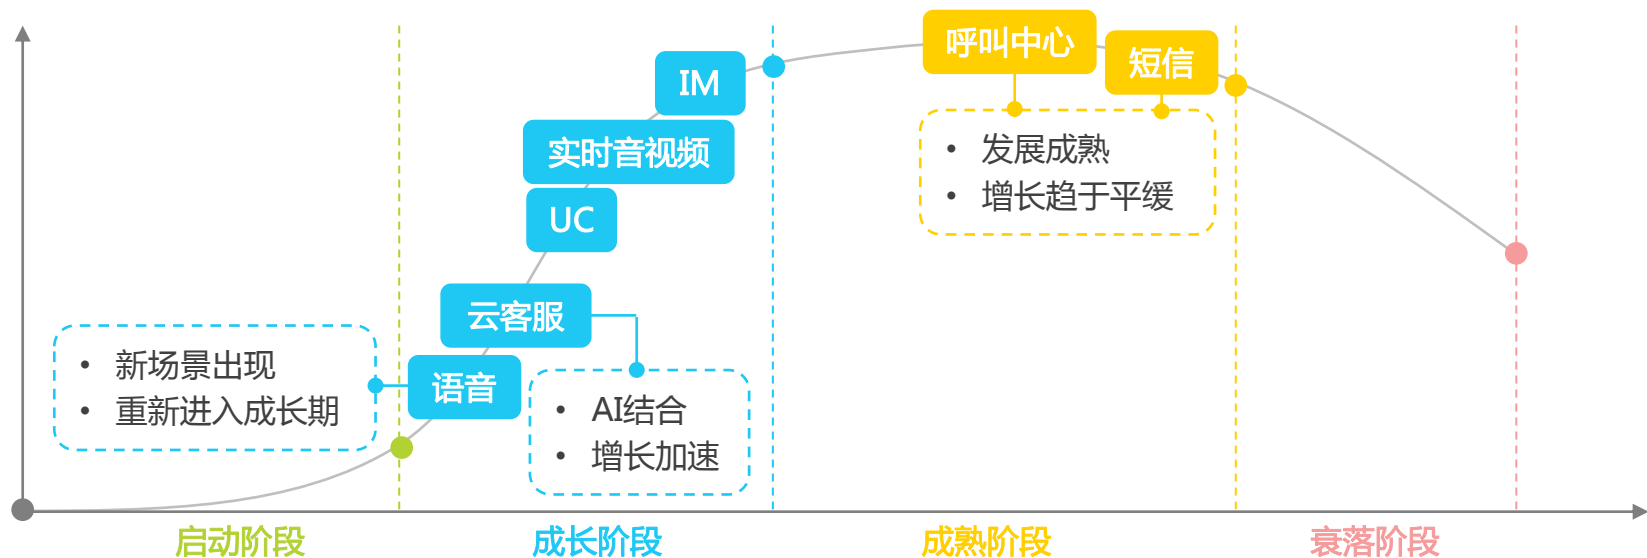 呼叫中心
短信
IM
• 发展成熟
• 增长趋于平缓
实时音视频
UC
云客服
• 新场景出现
• 重新进入成长期
语音
• AI结合
• 增长加速
启动阶段
成长阶段
成熟阶段
衰落阶段